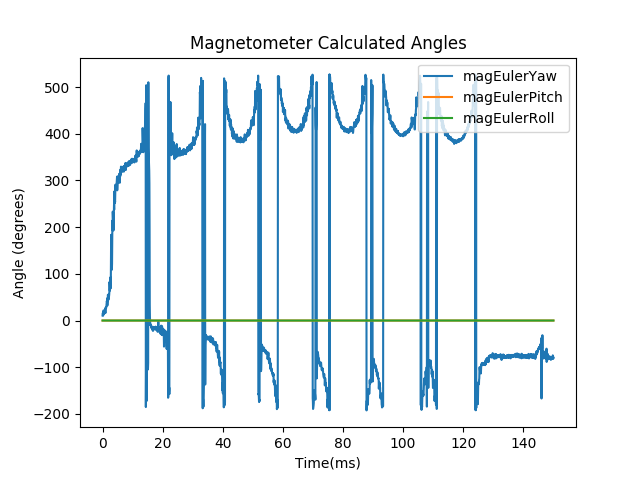 Magnetometer Calculated Angles
magEulerYaw
magEulerPitch
magEulerRoll
Angle (degrees)
500
400
300
200
100
0
−100
−200
0 20 40 60 80 100 120 140
Time(ms)